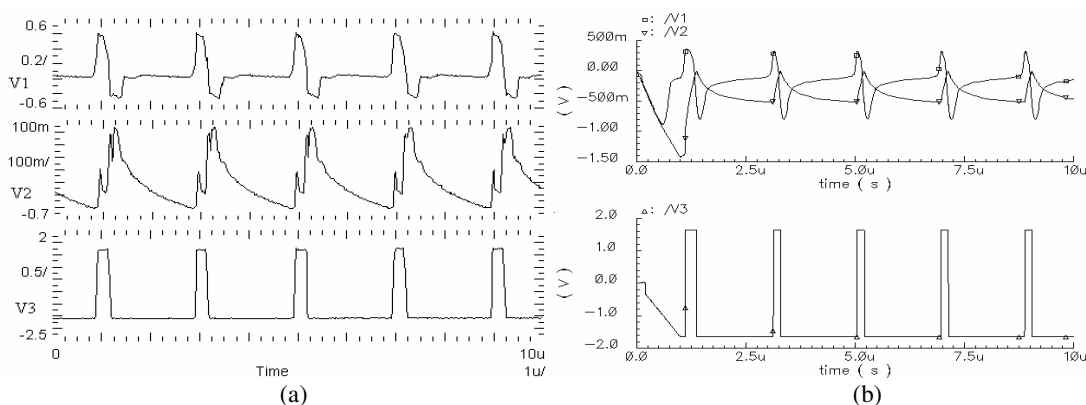 0.6
0.2/
V1
-0.6
100m
100m/
V2
-0.7
2
0.5/
V3
-2.5
0 10u
Time 1u/
(a)
□: /V1
▽: /V2
500m
0.00
-500m
-1.00
-1.50
(V)
0.0 2.5u 5.0u 7.5u 10u
time (s)
△: /V3
2.0
1.0
0.0
-1.0
-2.0
(V)
0.0 2.5u 5.0u 7.5u 10u
time (s)
(b)